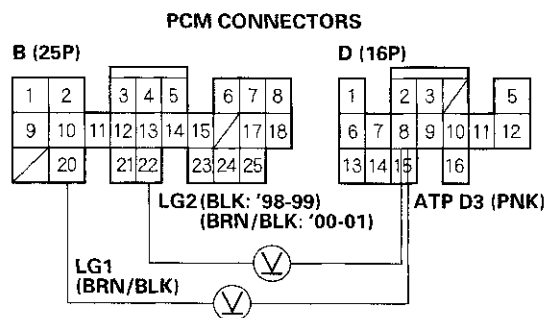 PCM CONNECTORS
B (25P)
D (16P)
1 2 3 4 5 6 7 8
9 10 11 12 13 14 15 17 18
20 21 22 23 24 25
1 2 3 5
6 7 8 9 10 11 12
13 14 15 16
LG2 (BLK: '98-99)
(BRN/BLK: '00-01)
ATP D3 (PNK)
LG1
(BRN/BLK)
V
V